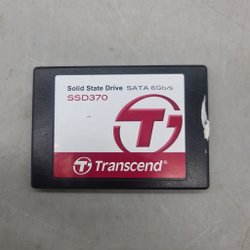 Solid State Drive SATA 6Gb/s
SSD370
Transcend